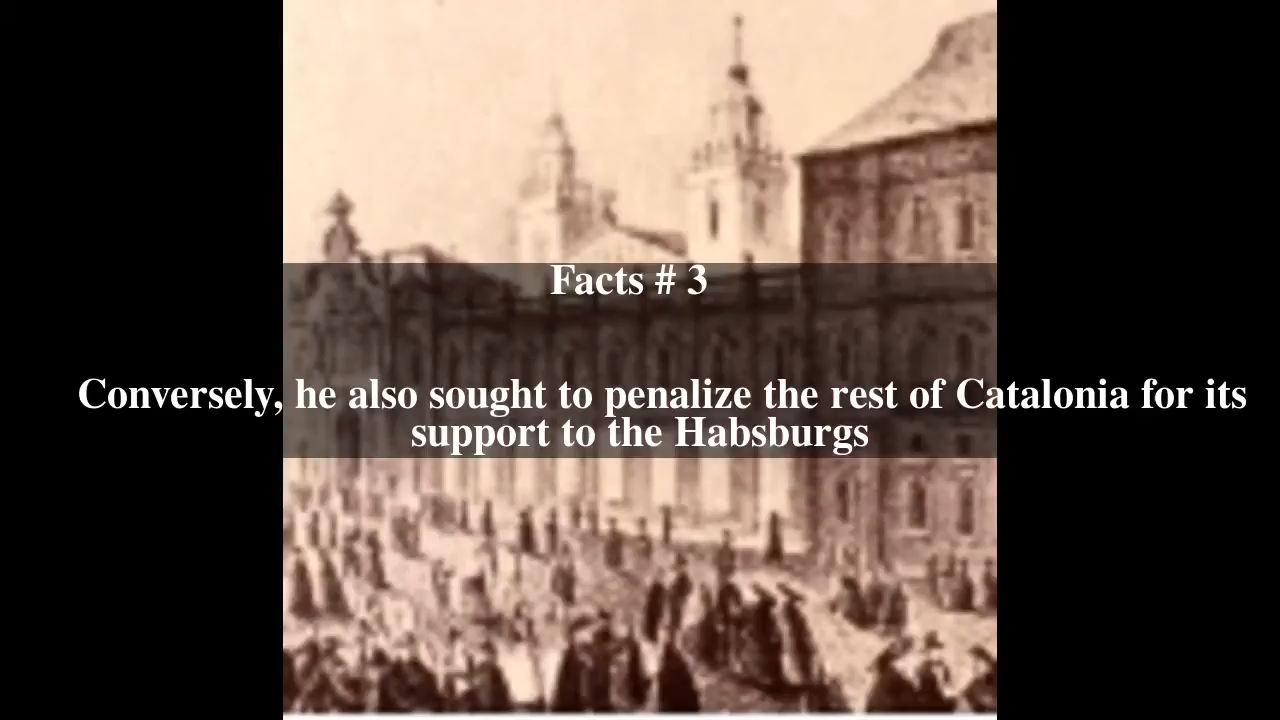 Facts # 3
Conversely, he also sought to penalize the rest of Catalonia for its
support to the Habsburgs